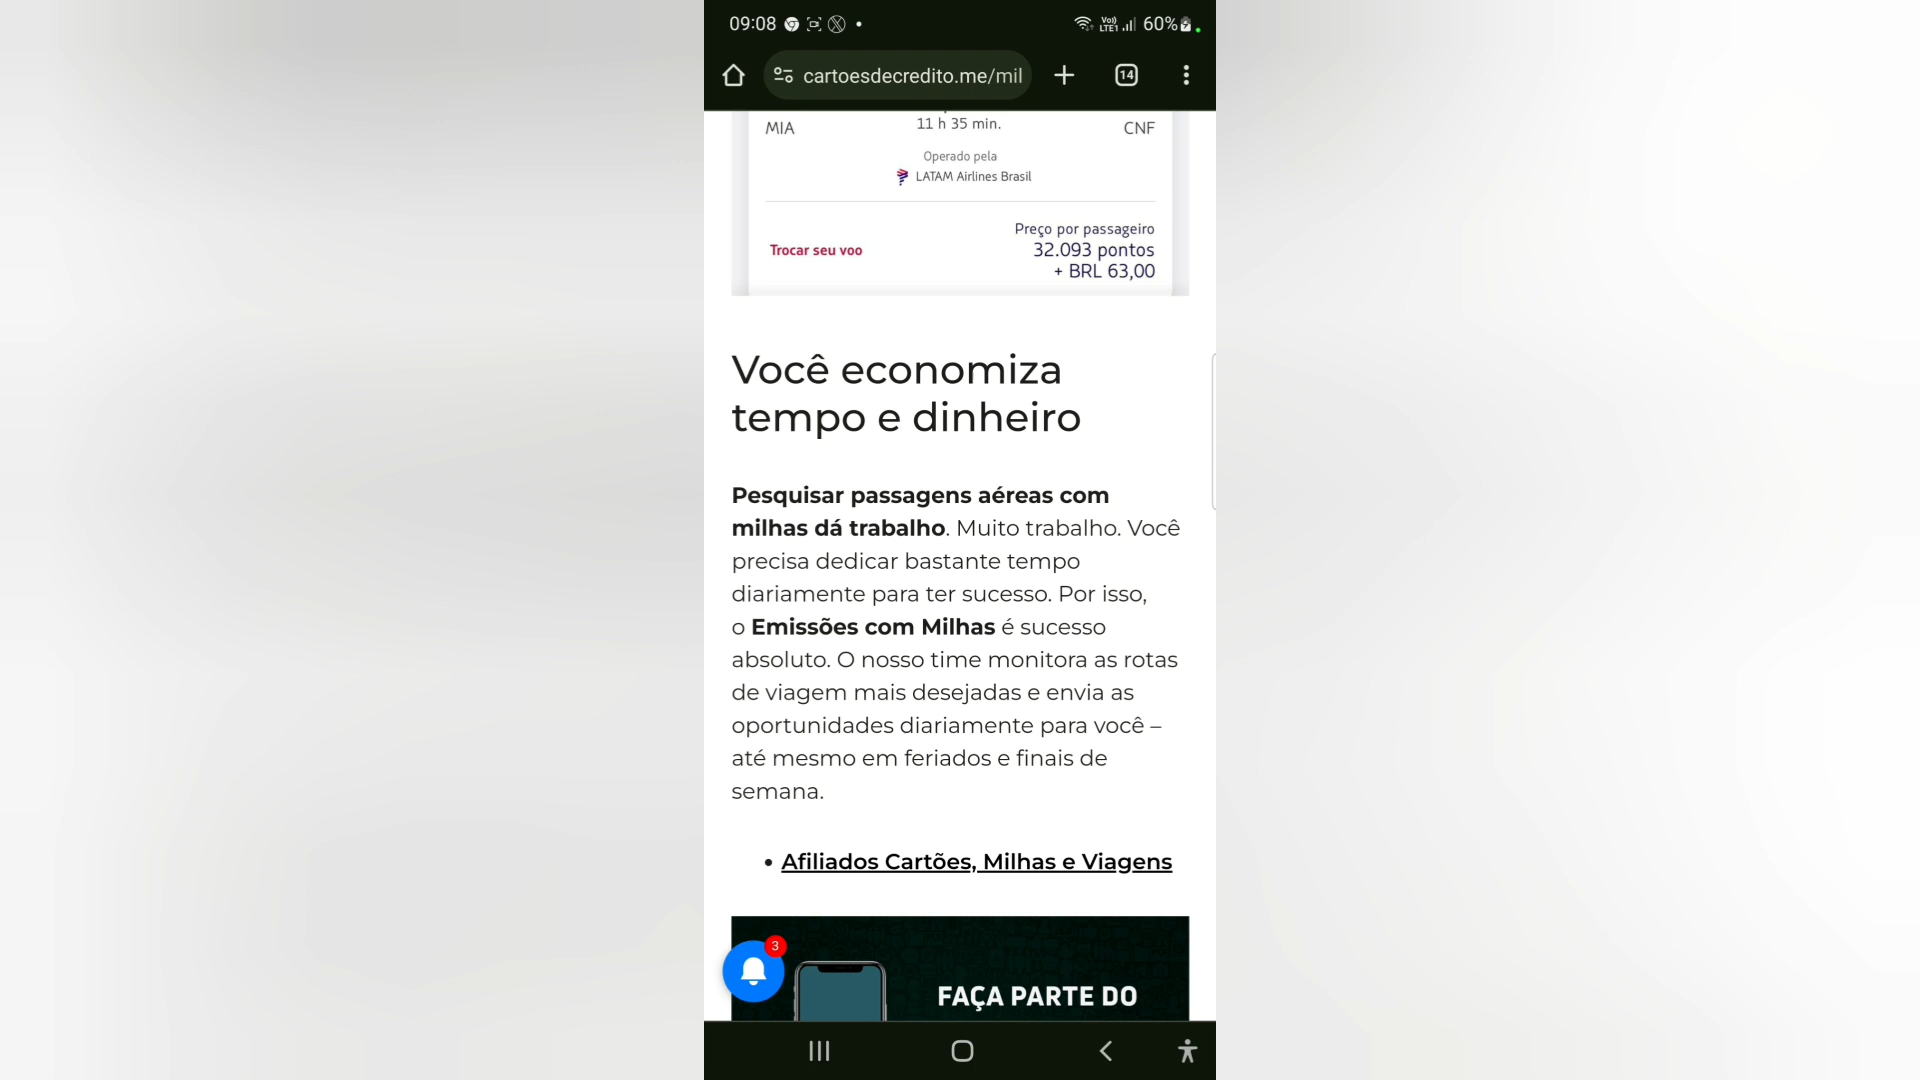 09:08
Vo)) LTE1 60%
cartoesdecredito.me/mil
14
11 h 35 min.
MIA CNF
Operado pela
LATAM Airlines Brasil
Preço por passageiro
Trocar seu voo 32.093 pontos
+ BRL 63,00
Você economiza
tempo e dinheiro
Pesquisar passagens aéreas com
milhas dá trabalho. Muito trabalho. Você
precisa dedicar bastante tempo
diariamente para ter sucesso. Por isso,
o Emissões com Milhas é sucesso
absoluto. O nosso time monitora as rotas
de viagem mais desejadas e envia as
oportunidades diariamente para você –
até mesmo em feriados e finais de
semana.
• Afiliados Cartões, Milhas e Viagens
3
FAÇA PARTE DO